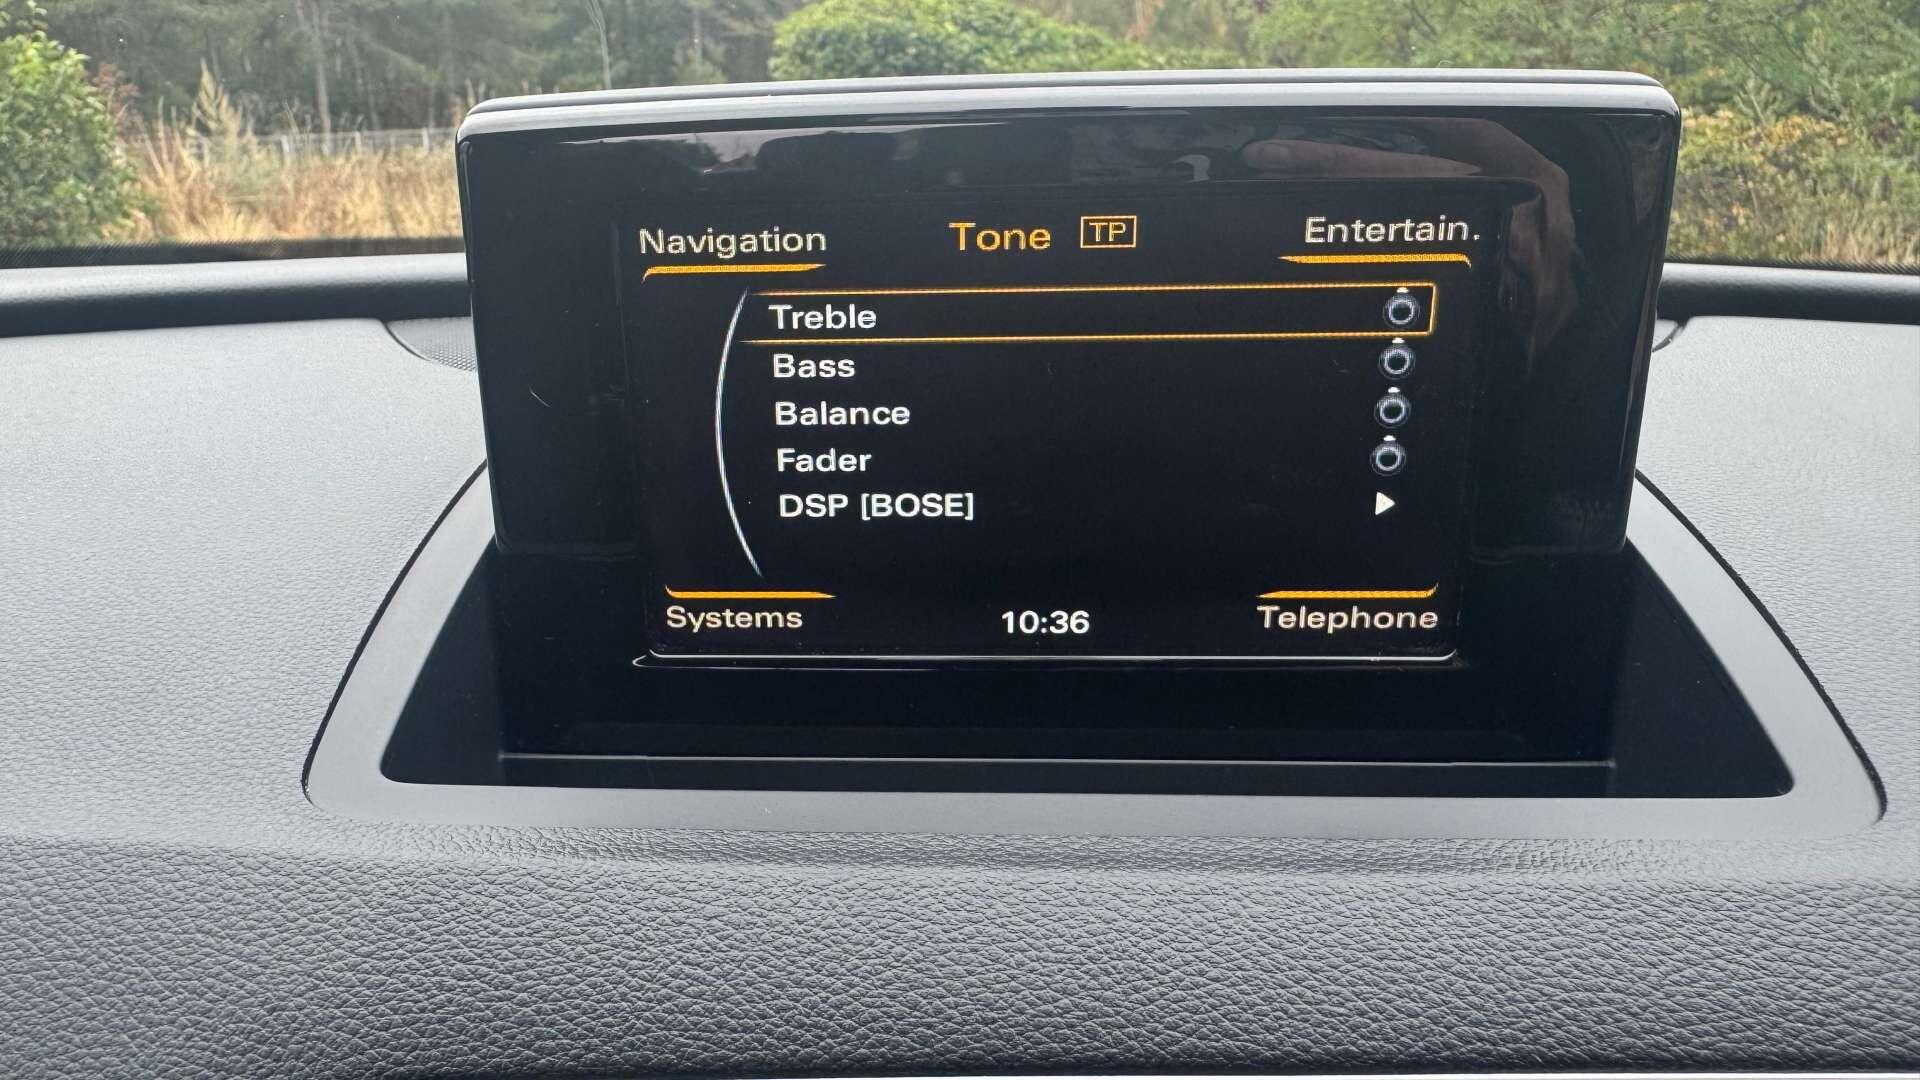 Navigation Tone TP Entertain.
Treble
Bass
Balance
Fader
DSP [BOSE]
Systems 10:36 Telephone